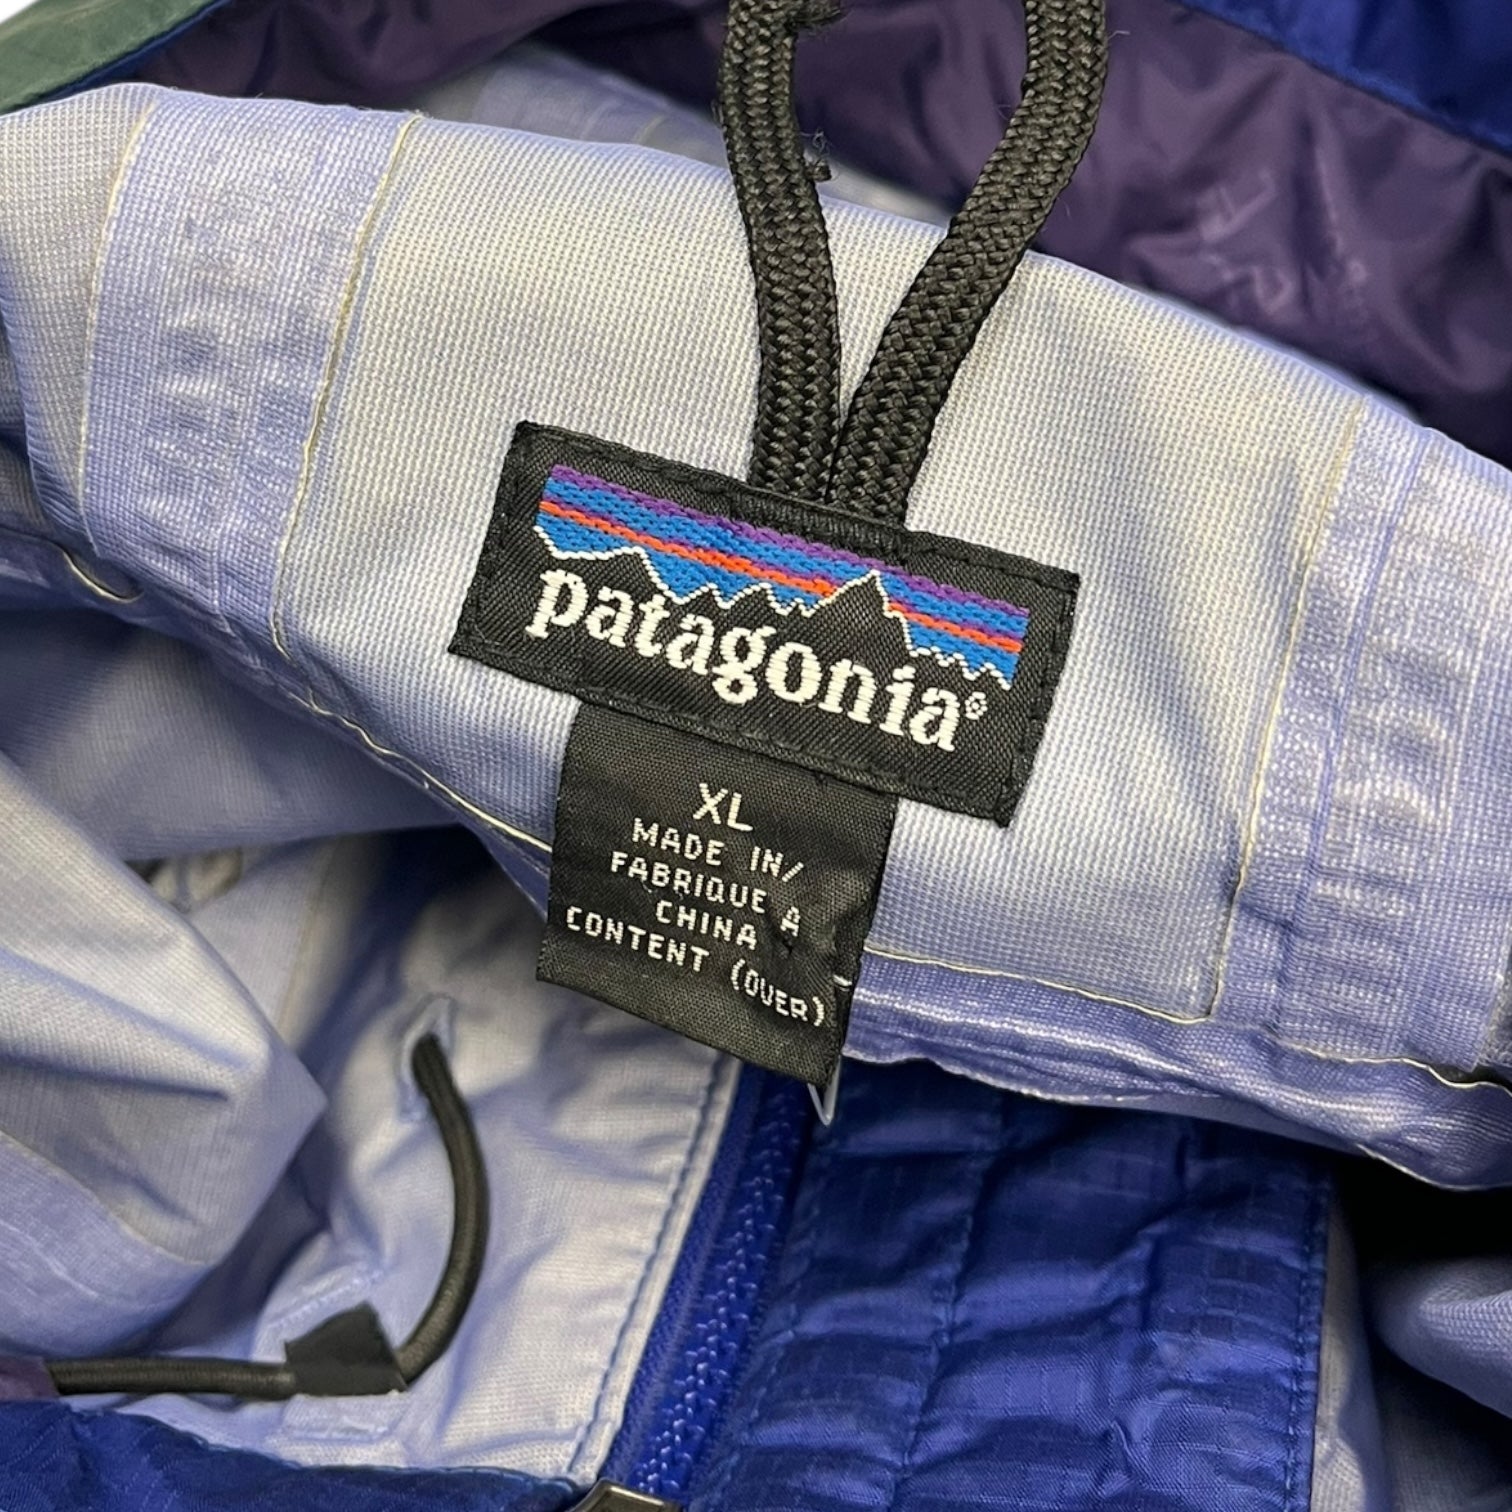 patagonia®
XL
MADE IN/
FABRIQUE A
CHINA
CONTENT (OVER)